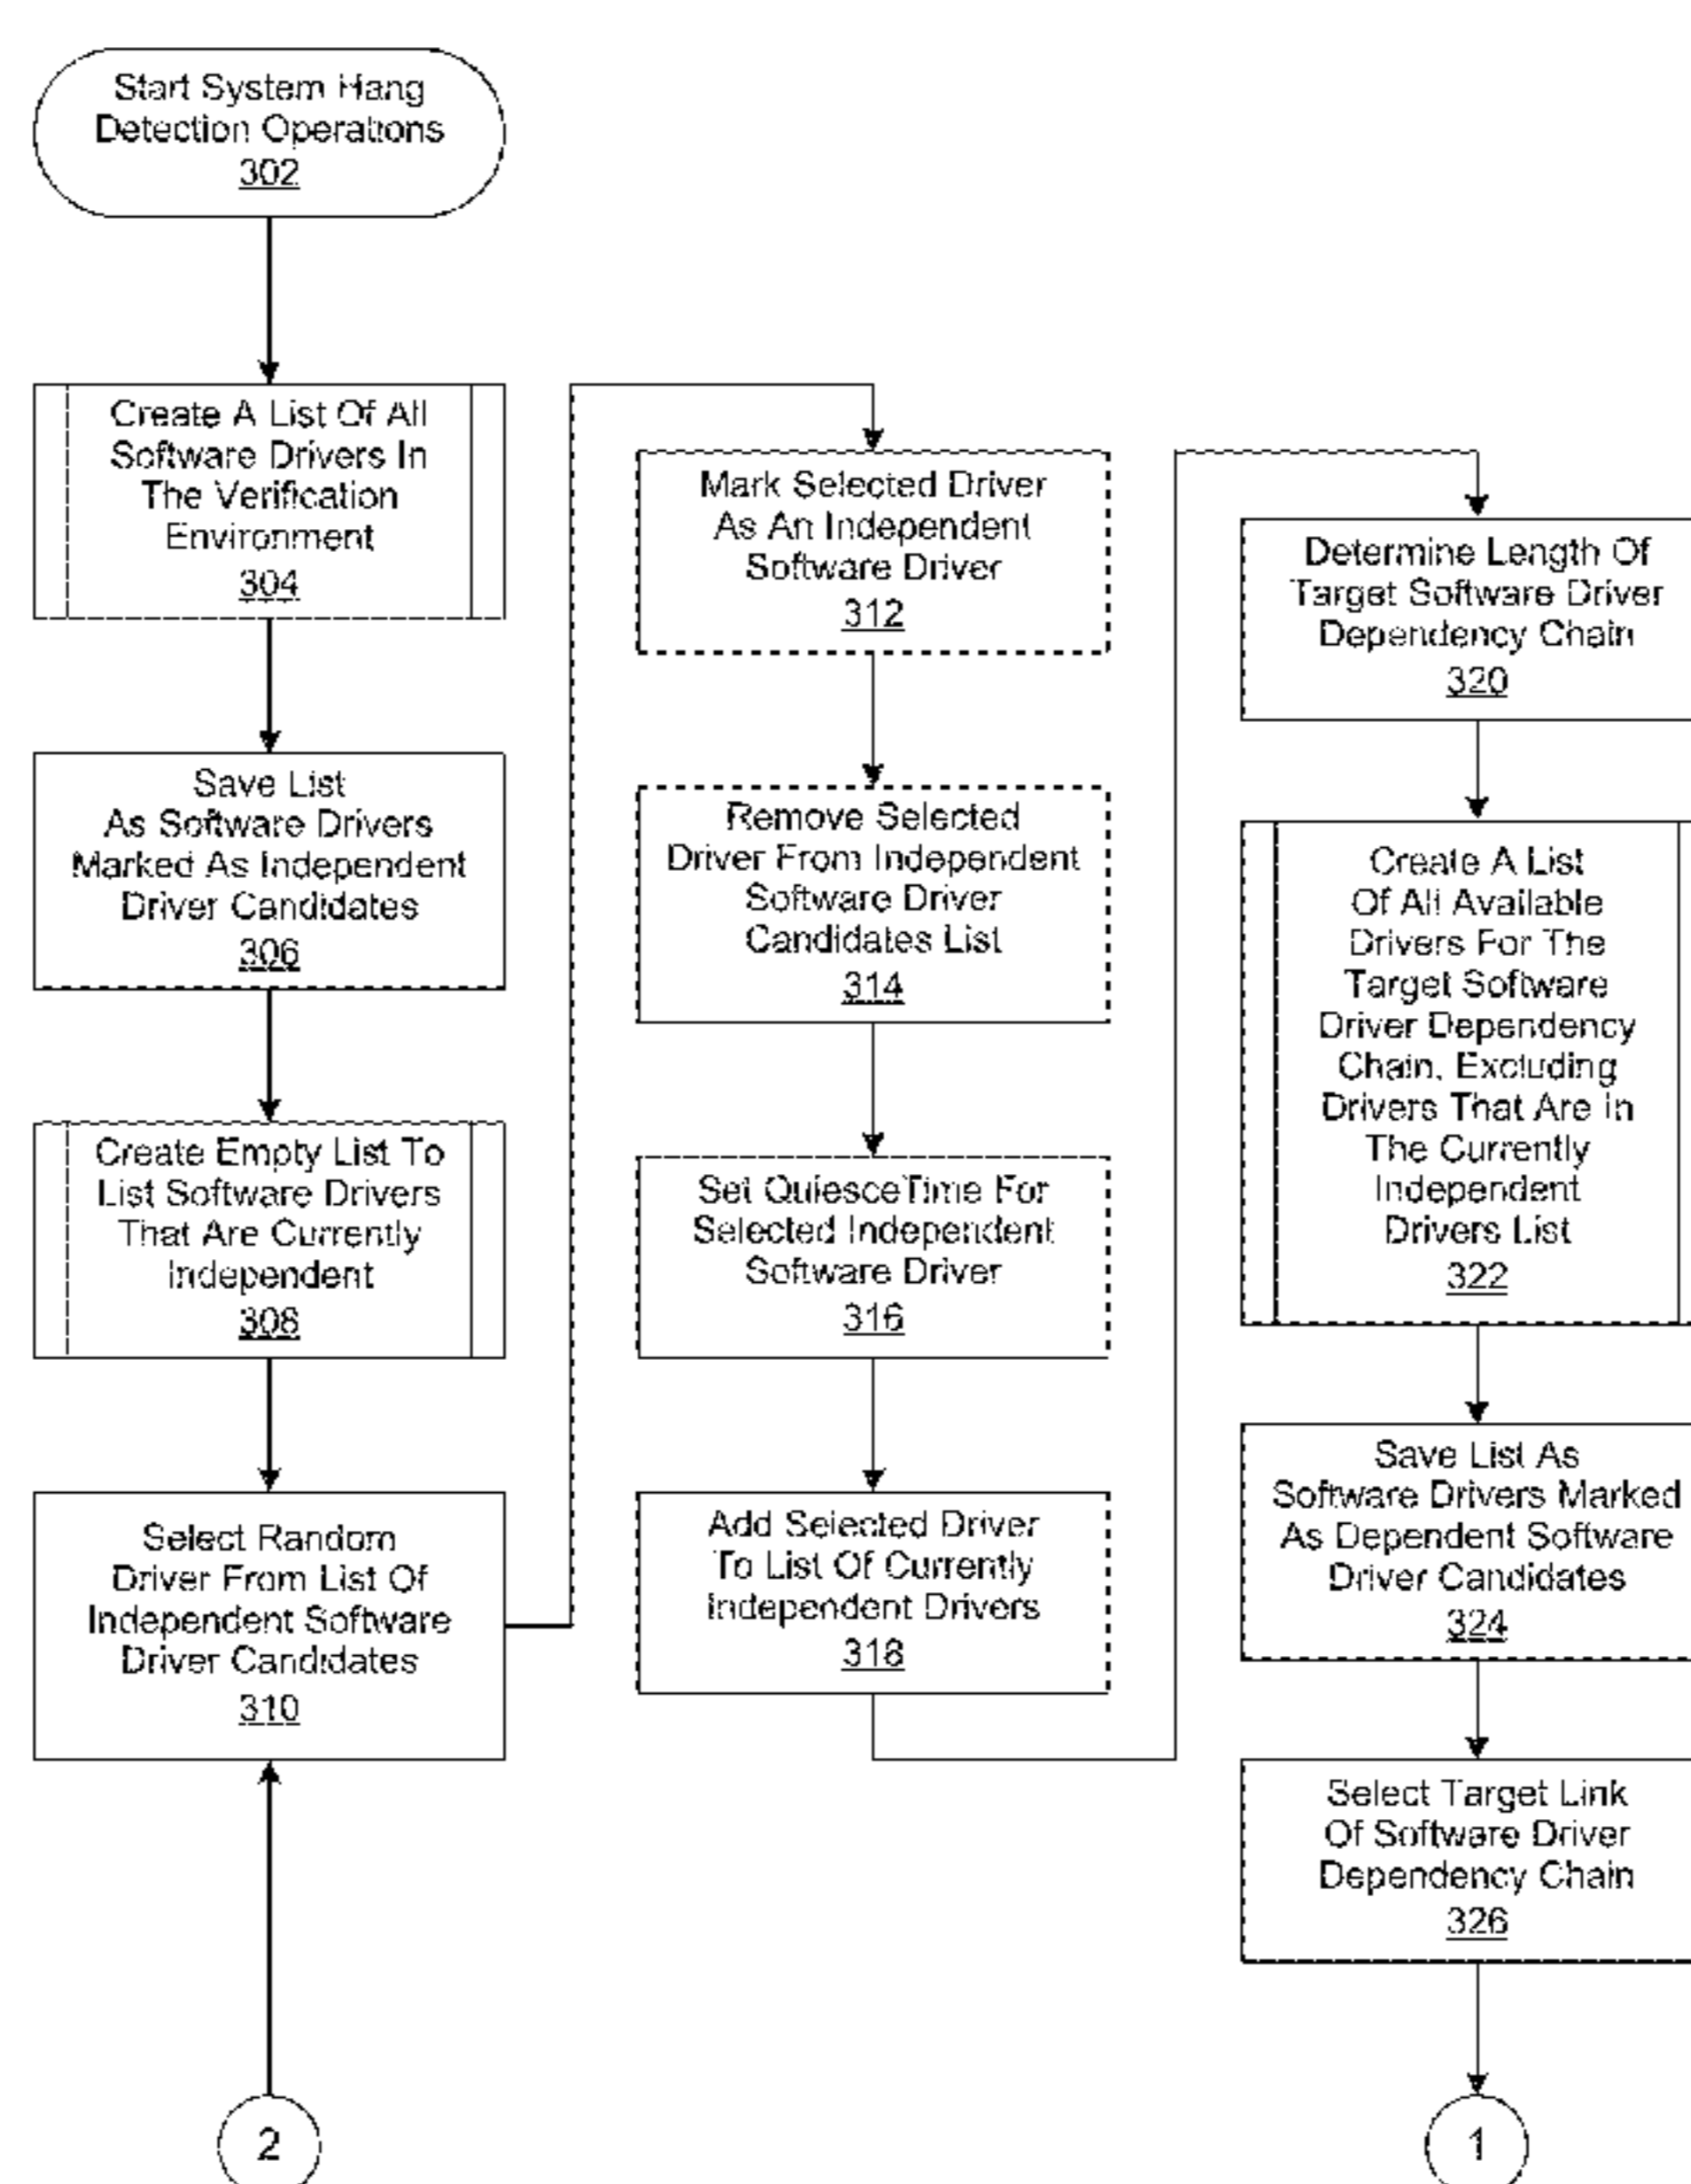 Start System Hang
Detection Operations
302
Create A List Of All
Software Drivers In
The Verification
Environment
304
Save List
As Software Drivers
Marked As Independent
Driver Candidates
306
Create Empty List To
List Software Drivers
That Are Currently
Independent
308
Select Random
Driver From List Of
Independent Software
Driver Candidates
310
2
Mark Selected Driver
As An Independent
Software Driver
312
Remove Selected
Driver From Independent
Software Driver
Candidates List
314
Set QuiesceTime For
Selected Independent
Software Driver
316
Add Selected Driver
To List Of Currently
Independent Drivers
318
Determine Length Of
Target Software Driver
Dependency Chain
320
Create A List
Of All Available
Drivers For The
Target Software
Driver Dependency
Chain, Excluding
Drivers That Are In
The Currently
Independent
Drivers List
322
Save List As
Software Drivers Marked
As Dependent Software
Driver Candidates
324
Select Target Link
Of Software Driver
Dependency Chain
326
1